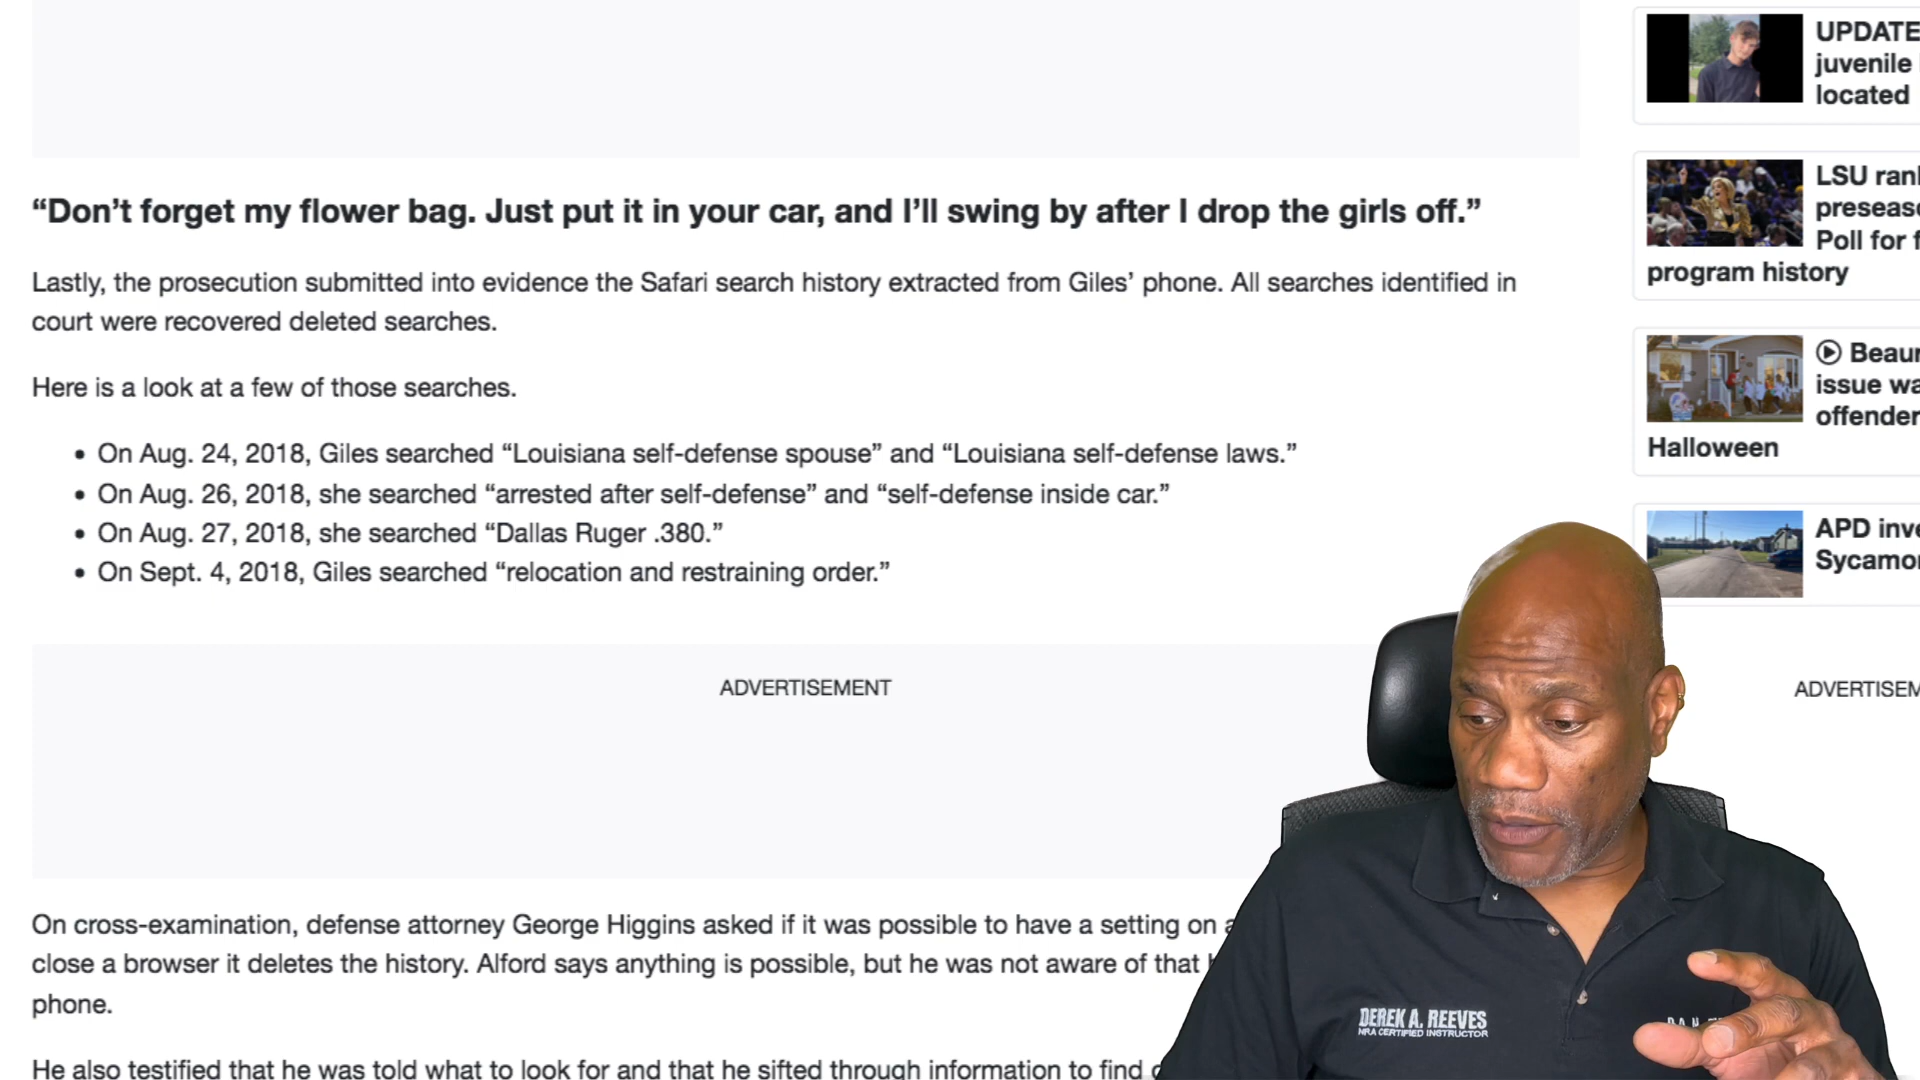 “Don’t forget my flower bag. Just put it in your car, and I’ll swing by after I drop the girls off.”
Lastly, the prosecution submitted into evidence the Safari search history extracted from Giles’ phone. All searches identified in
court were recovered deleted searches.
Here is a look at a few of those searches.
• On Aug. 24, 2018, Giles searched “Louisiana self-defense spouse” and “Louisiana self-defense laws.”
• On Aug. 26, 2018, she searched “arrested after self-defense” and “self-defense inside car.”
• On Aug. 27, 2018, she searched “Dallas Ruger .380.”
• On Sept. 4, 2018, Giles searched “relocation and restraining order.”
ADVERTISEMENT
On cross-examination, defense attorney George Higgins asked if it was possible to have a setting on
close a browser it deletes the history. Alford says anything is possible, but he was not aware of that
phone.
He also testified that he was told what to look for and that he sifted through information to find
UPDATE
juvenile
located
LSU
Poll for
program history
issue
offender
Halloween
APD
DEREK A. REEVES
NRA CERTIFIED INSTRUCTOR